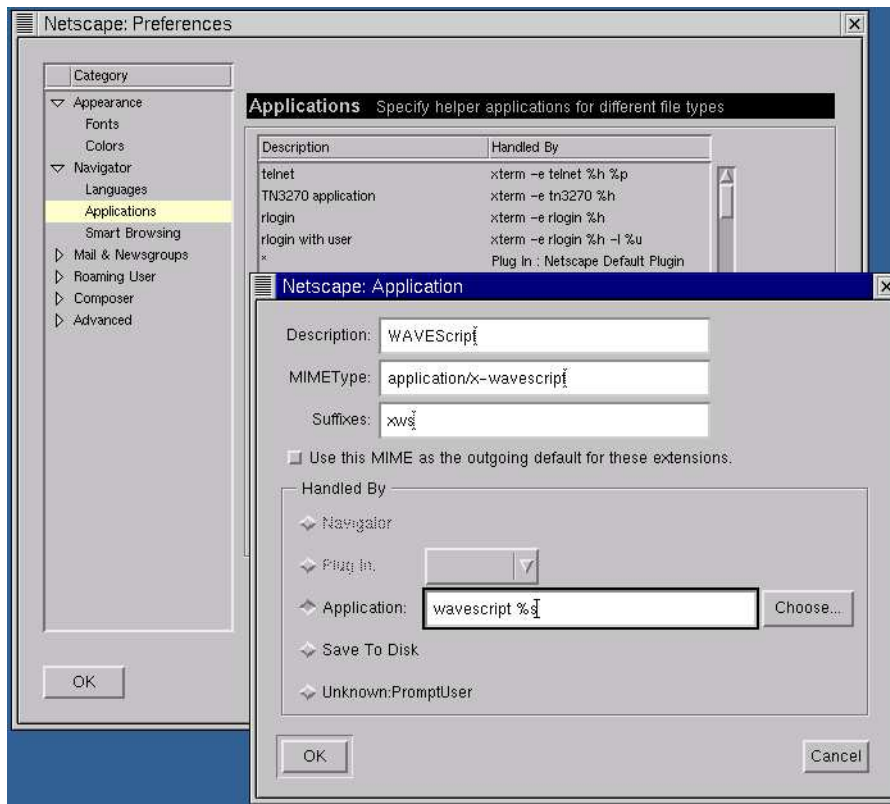 Netscape: Preferences
Category
Appearance
Fonts
Colors
Navigator
Languages
Applications
Smart Browsing
Mail & Newsgroups
Roaming User
Composer
Advanced
OK
Applications Specify helper applications for different file types
Description Handled By
telnet xterm -e telnet %h %p
TN3270 application xterm -e tn3270 %h
rlogin xterm -e rlogin %h
rlogin with user xterm -e rlogin %h -l %u
* Plug In : Netscape Default Plugin
Netscape: Application
Description: WAVEScript
MIMEType: application/x-wavescript
Suffixes: xws
Use this MIME as the outgoing default for these extensions.
Handled By
Navigator
Plug In:
Application: wavescript %s Choose...
Save To Disk
Unknown:PromptUser
OK Cancel